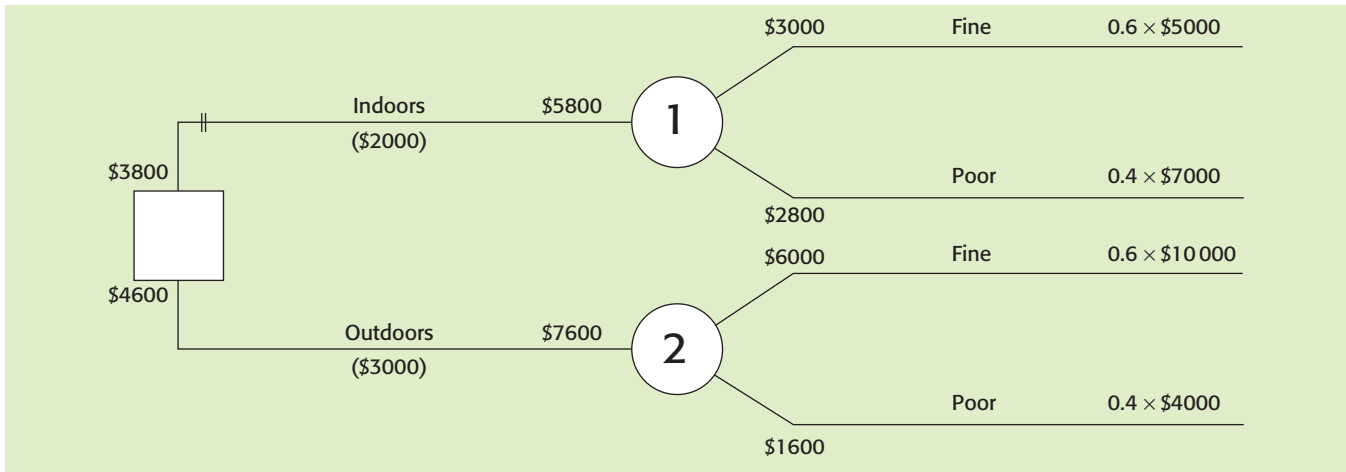 $3000 Fine 0.6 × $5000
Indoors $5800 1
($2000)
$3800
Poor 0.4 × $7000
$2800
$6000 Fine 0.6 × $10 000
$4600
Outdoors $7600 2
($3000)
Poor 0.4 × $4000
$1600